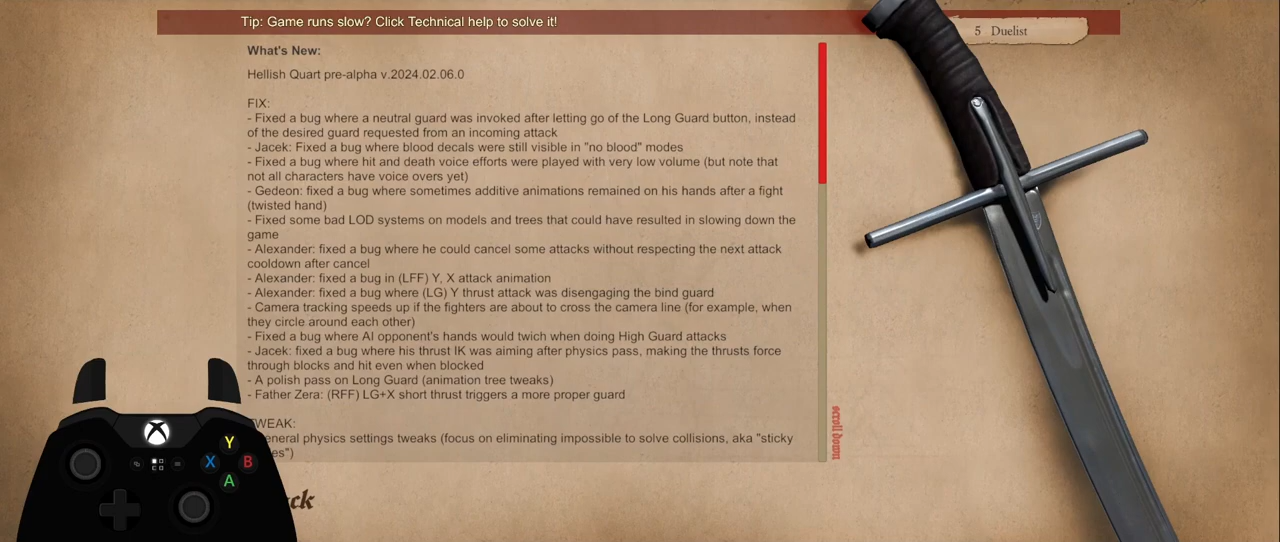 Tip: Game runs slow? Click Technical help to solve it!
5 Duelist
What's New:
Hellish Quart pre-alpha v.2024.02.06.0
FIX:
- Fixed a bug where a neutral guard was invoked after letting go of the Long Guard button, instead
of the desired guard requested from an incoming attack
- Jacek: Fixed a bug where blood decals were still visible in "no blood" modes
- Fixed a bug where hit and death voice efforts were played with very low volume (but note that
not all characters have voice overs yet)
- Gedeon: fixed a bug where sometimes additive animations remained on his hands after a fight
(twisted hand)
- Fixed some bad LOD systems on models and trees that could have resulted in slowing down the
game
- Alexander: fixed a bug where he could cancel some attacks without respecting the next attack
cooldown after cancel
- Alexander: fixed a bug in (LFF) Y, X attack animation
- Alexander: fixed a bug where (LG) Y thrust attack was disengaging the bind guard
- Camera tracking speeds up if the fighters are about to cross the camera line (for example, when
they circle around each other)
- Fixed a bug where AI opponent's hands would twich when doing High Guard attacks
- Jacek: fixed a bug where his thrust IK was aiming after physics pass, making the thrusts force
through blocks and hit even when blocked
- A polish pass on Long Guard (animation tree tweaks)
- Father Zera: (RFF) LG+X short thrust triggers a more proper guard
WEAK:
eneral physics settings tweaks (focus on eliminating impossible to solve collisions, aka "sticky
es")
scroll down
ck
Y
X
B
A